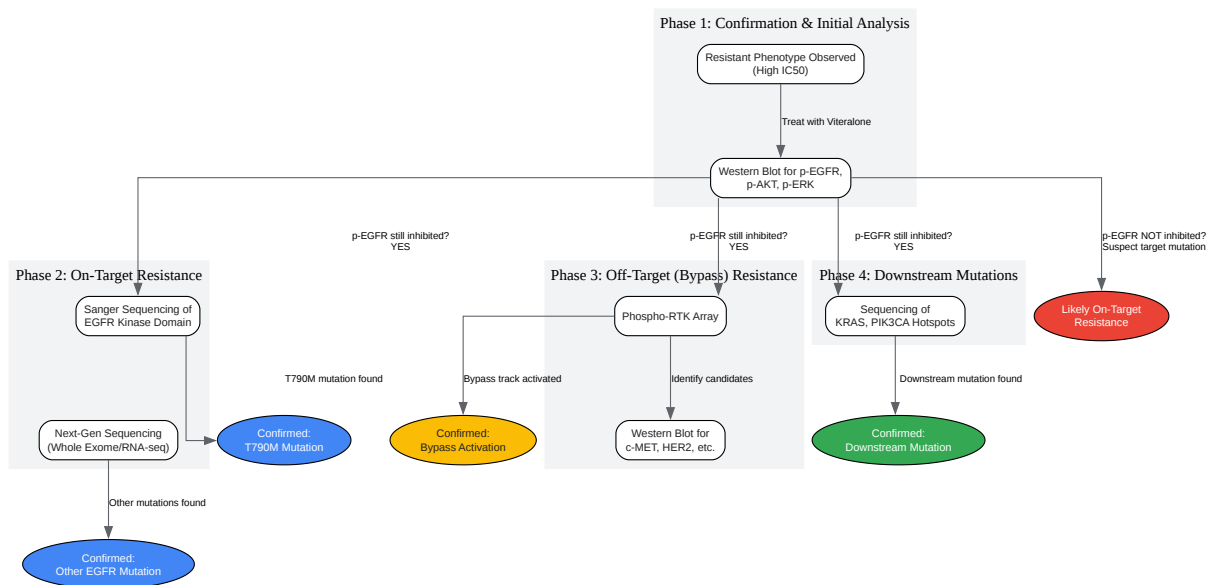 Phase 1: Confirmation & Initial Analysis
Resistant Phenotype Observed
(High IC50)
Treat with Viteralone
Western Blot for p-EGFR,
p-AKT, p-ERK
p-EGFR still inhibited?
YES
p-EGFR still inhibited?
YES
p-EGFR still inhibited?
YES
p-EGFR NOT inhibited?
Suspect target mutation
Phase 2: On-Target Resistance
Phase 3: Off-Target (Bypass) Resistance
Phase 4: Downstream Mutations
Sanger Sequencing of
EGFR Kinase Domain
Phospho-RTK Array
Sequencing of
KRAS, PIK3CA Hotspots
Likely On-Target
Resistance
T790M mutation found
Bypass track activated
Identify candidates
Downstream mutation found
Next-Gen Sequencing
(Whole Exome/RNA-seq)
Confirmed:
T790M Mutation
Confirmed:
Bypass Activation
Western Blot for
c-MET, HER2, etc.
Confirmed:
Downstream Mutation
Other mutations found
Confirmed:
Other EGFR Mutation